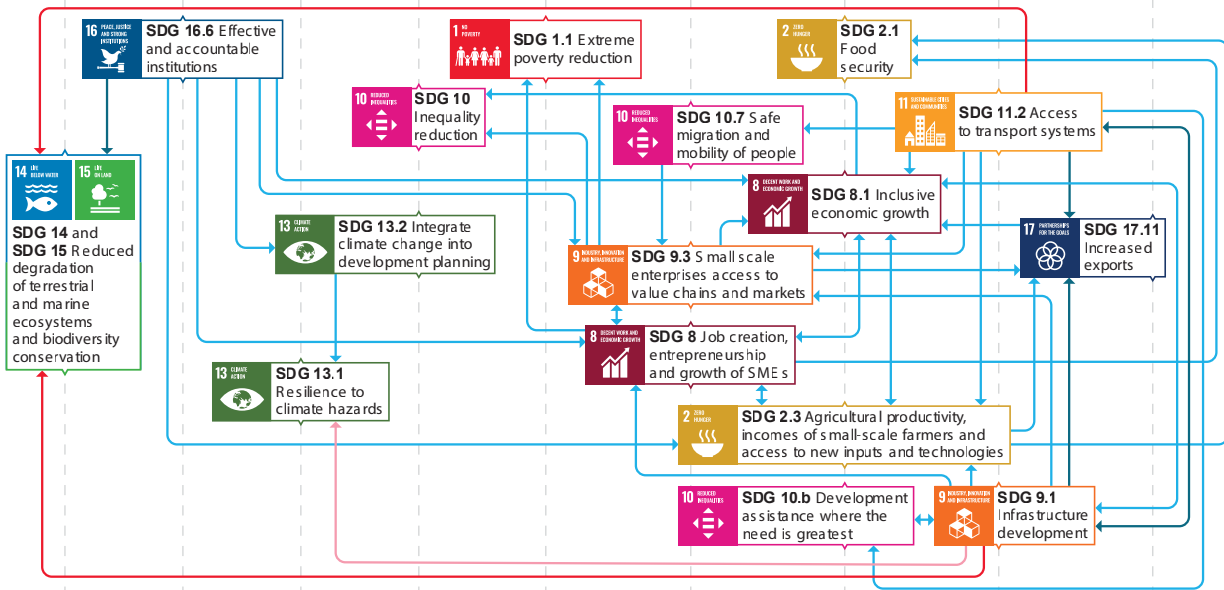 16 PEACE, JUSTICE
AND STRONG
INSTITUTIONS
SDG 16.6 Effective
and accountable
institutions
1 NO
POVERTY
SDG 1.1 Extreme
poverty reduction
2 ZERO
HUNGER
SDG 2.1
Food
security
10 REDUCED
INEQUALITIES
SDG 10
Inequality
reduction
10 REDUCED
INEQUALITIES
SDG 10.7 Safe
migration and
mobility of people
11 SUSTAINABLE CITIES
AND COMMUNITIES
SDG 11.2 Access
to transport systems
14 LIFE
BELOW WATER
15 LIFE
ON LAND
SDG 14 and
SDG 15 Reduced
degradation
of terrestrial
and marine
ecosystems
and biodiversity
conservation
8 DECENT WORK AND
ECONOMIC GROWTH
SDG 8.1 Inclusive
economic growth
13 CLIMATE
ACTION
SDG 13.2 Integrate
climate change into
development planning
17 PARTNERSHIPS
FOR THE GOALS
SDG 17.11
Increased
exports
9 INDUSTRY, INNOVATION
AND INFRASTRUCTURE
SDG 9.3 Small scale
enterprises access to
value chains and markets
8 DECENT WORK AND
ECONOMIC GROWTH
SDG 8 Job creation,
entrepreneurship
and growth of SMEs
13 CLIMATE
ACTION
SDG 13.1
Resilience to
climate hazards
2 ZERO
HUNGER
SDG 2.3 Agricultural productivity,
incomes of small-scale farmers and
access to new inputs and technologies
10 REDUCED
INEQUALITIES
SDG 10.b Development
assistance where the
need is greatest
9 INDUSTRY, INNOVATION
AND INFRASTRUCTURE
SDG 9.1
Infrastructure
development